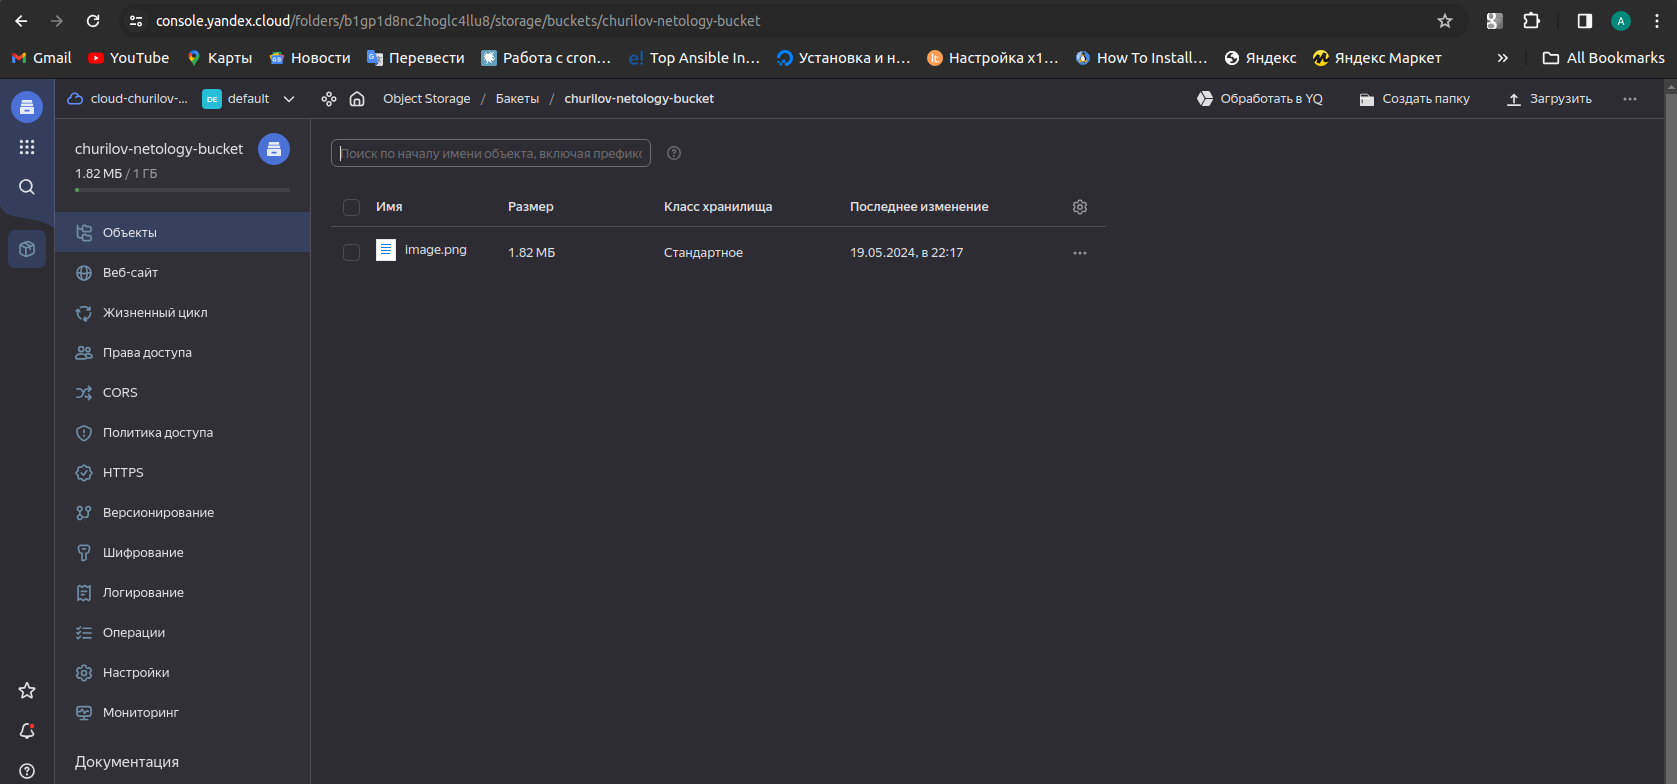 console.yandex.cloud/folders/b1gp1d8nc2hoglc4llu8/storage/buckets/churilov-netology-bucket
A
Gmail YouTube Карты Новости Перевести Работа с cron... Top Ansible In... Установка и н... Настройка x1... How To Install... Яндекс Яндекс Маркет » All Bookmarks
cloud-churilov-... DE default Object Storage / Бакеты / churilov-netology-bucket Обработать в YQ Создать папку Загрузить
churilov-netology-bucket
1.82 МБ / 1 ГБ
Поиск по началу имени объекта, включая префикс
Имя Размер Класс хранилища Последнее изменение
image.png 1.82 МБ Стандартное 19.05.2024, в 22:17
Объекты
Веб-сайт
Жизненный цикл
Права доступа
CORS
Политика доступа
HTTPS
Версионирование
Шифрование
Логирование
Операции
Настройки
Мониторинг
Документация